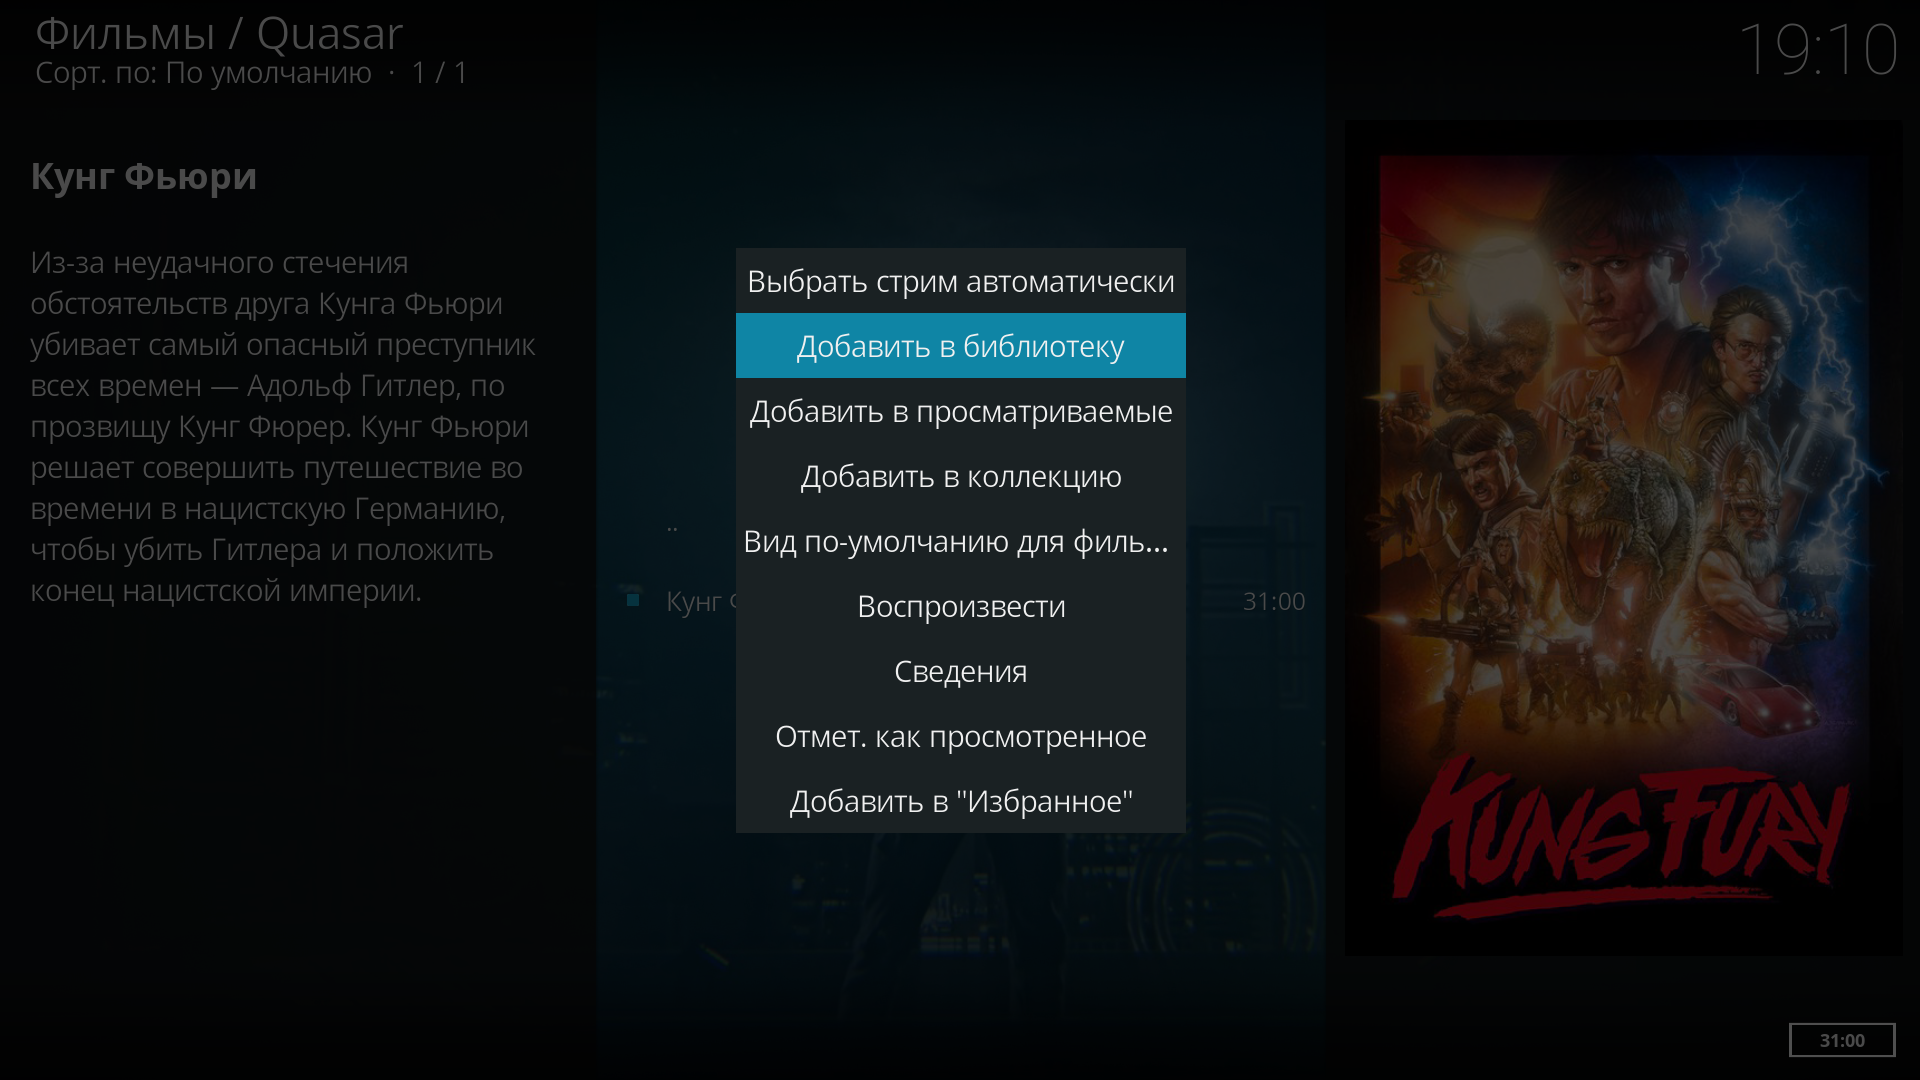 Фильмы / Quasar
Сорт. по: По умолчанию · 1 / 1
19:10
Кунг Фьюри
Из-за неудачного стечения
обстоятельств друга Кунга Фьюри
убивает самый опасный преступник
всех времен — Адольф Гитлер, по
прозвищу Кунг Фюрер. Кунг Фьюри
решает совершить путешествие во
времени в нацистскую Германию,
чтобы убить Гитлера и положить
конец нацистской империи.
..
Кунг
31:00
Выбрать стрим автоматически
Добавить в библиотеку
Добавить в просматриваемые
Добавить в коллекцию
Вид по-умолчанию для филь...
Воспроизвести
Сведения
Отмет. как просмотренное
Добавить в "Избранное"
KUNG FURY
31:00